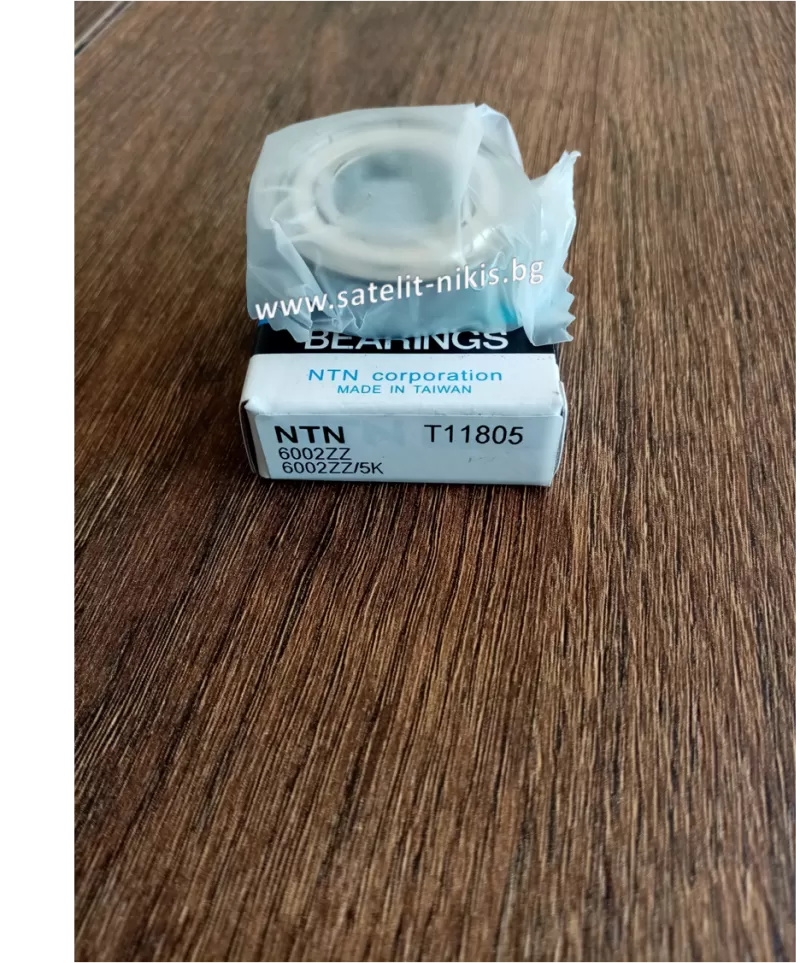 www.satelit-nikis.bg
BEARINGS
NTN corporation
MADE IN TAIWAN
NTN T11805
6002ZZ
6002ZZ/5K